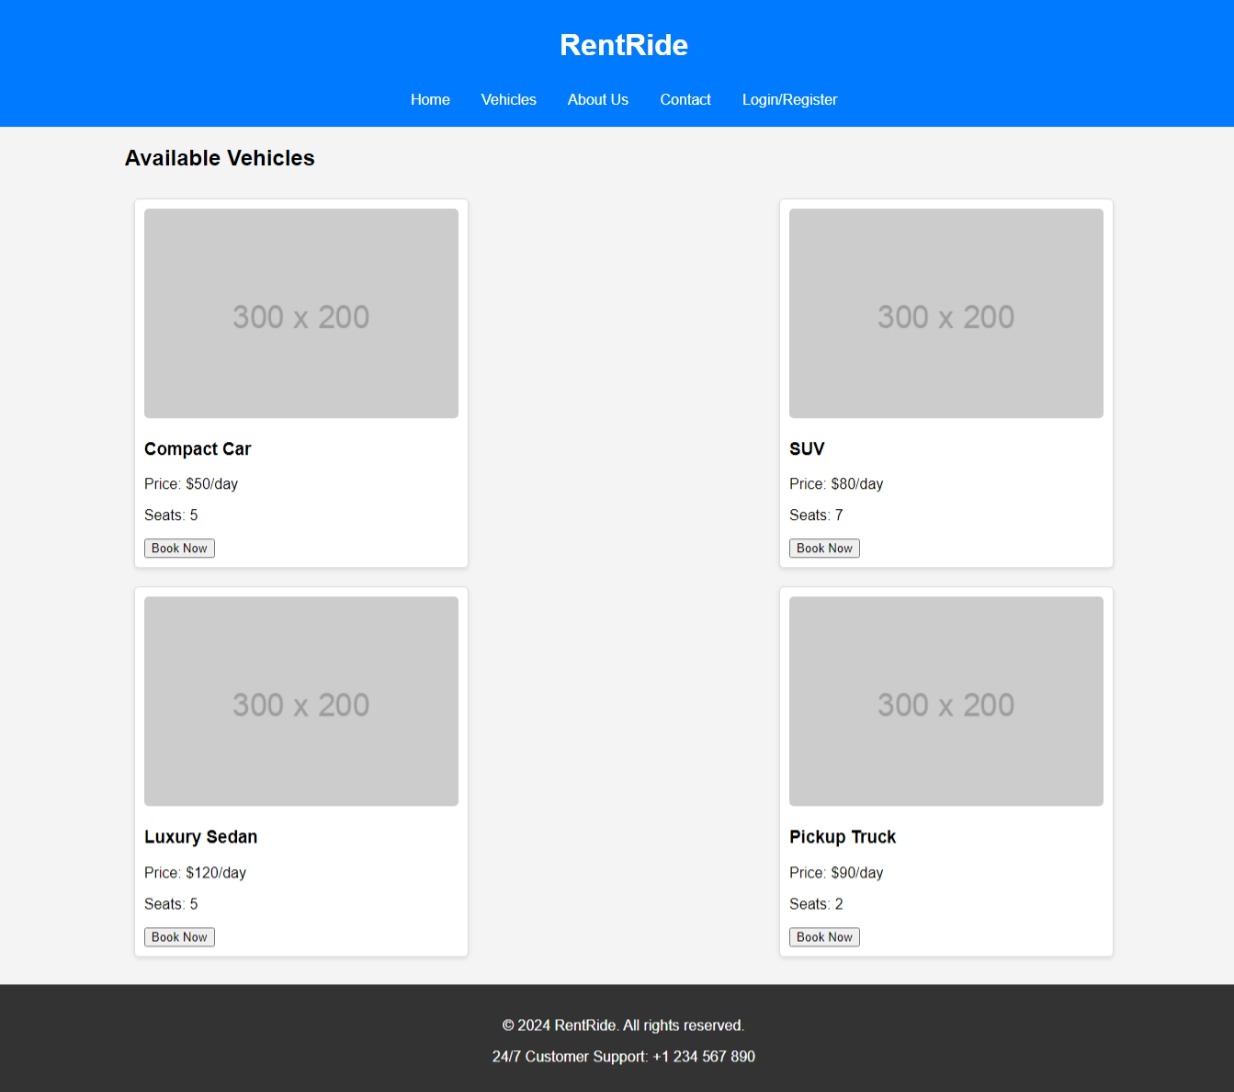 RentRide
Home Vehicles About Us Contact Login/Register
Available Vehicles
300 x 200
Compact Car
Price: $50/day
Seats: 5
Book Now
300 x 200
SUV
Price: $80/day
Seats: 7
Book Now
300 x 200
Luxury Sedan
Price: $120/day
Seats: 5
Book Now
300 x 200
Pickup Truck
Price: $90/day
Seats: 2
Book Now
© 2024 RentRide. All rights reserved.
24/7 Customer Support: +1 234 567 890